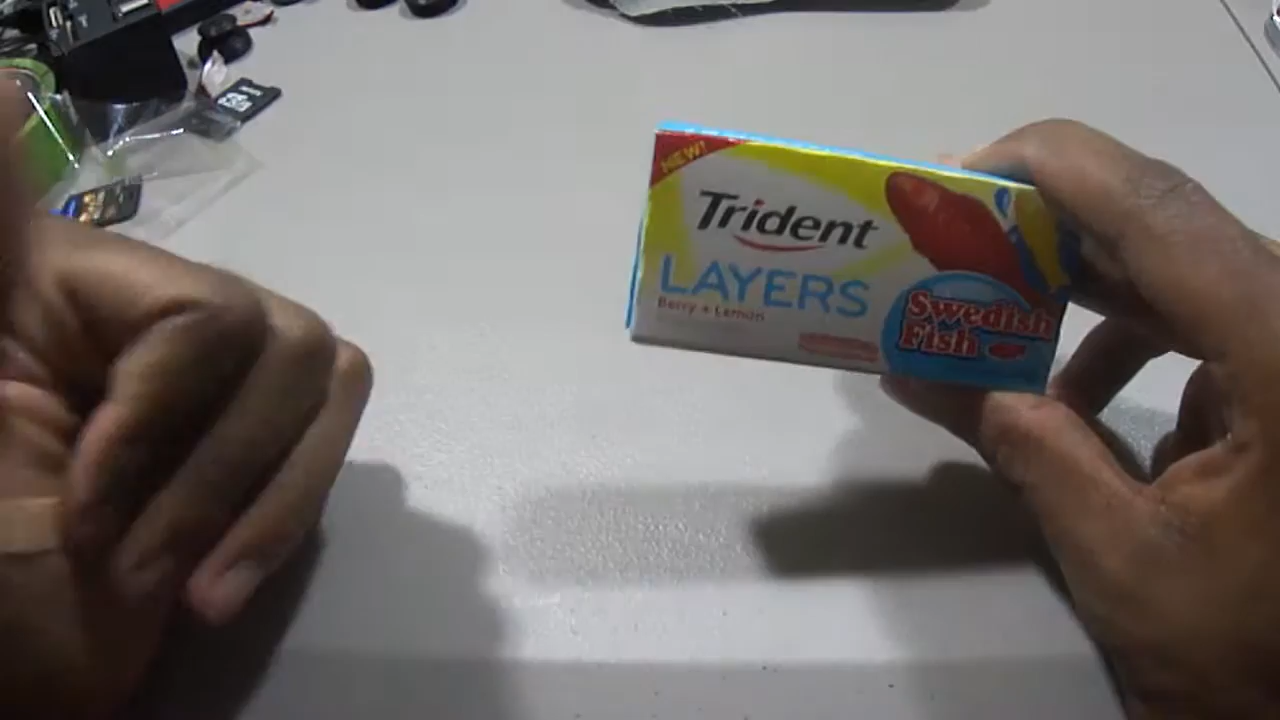 NEW!
Trident
LAYERS
Berry + Lemon
Swedish
Fish